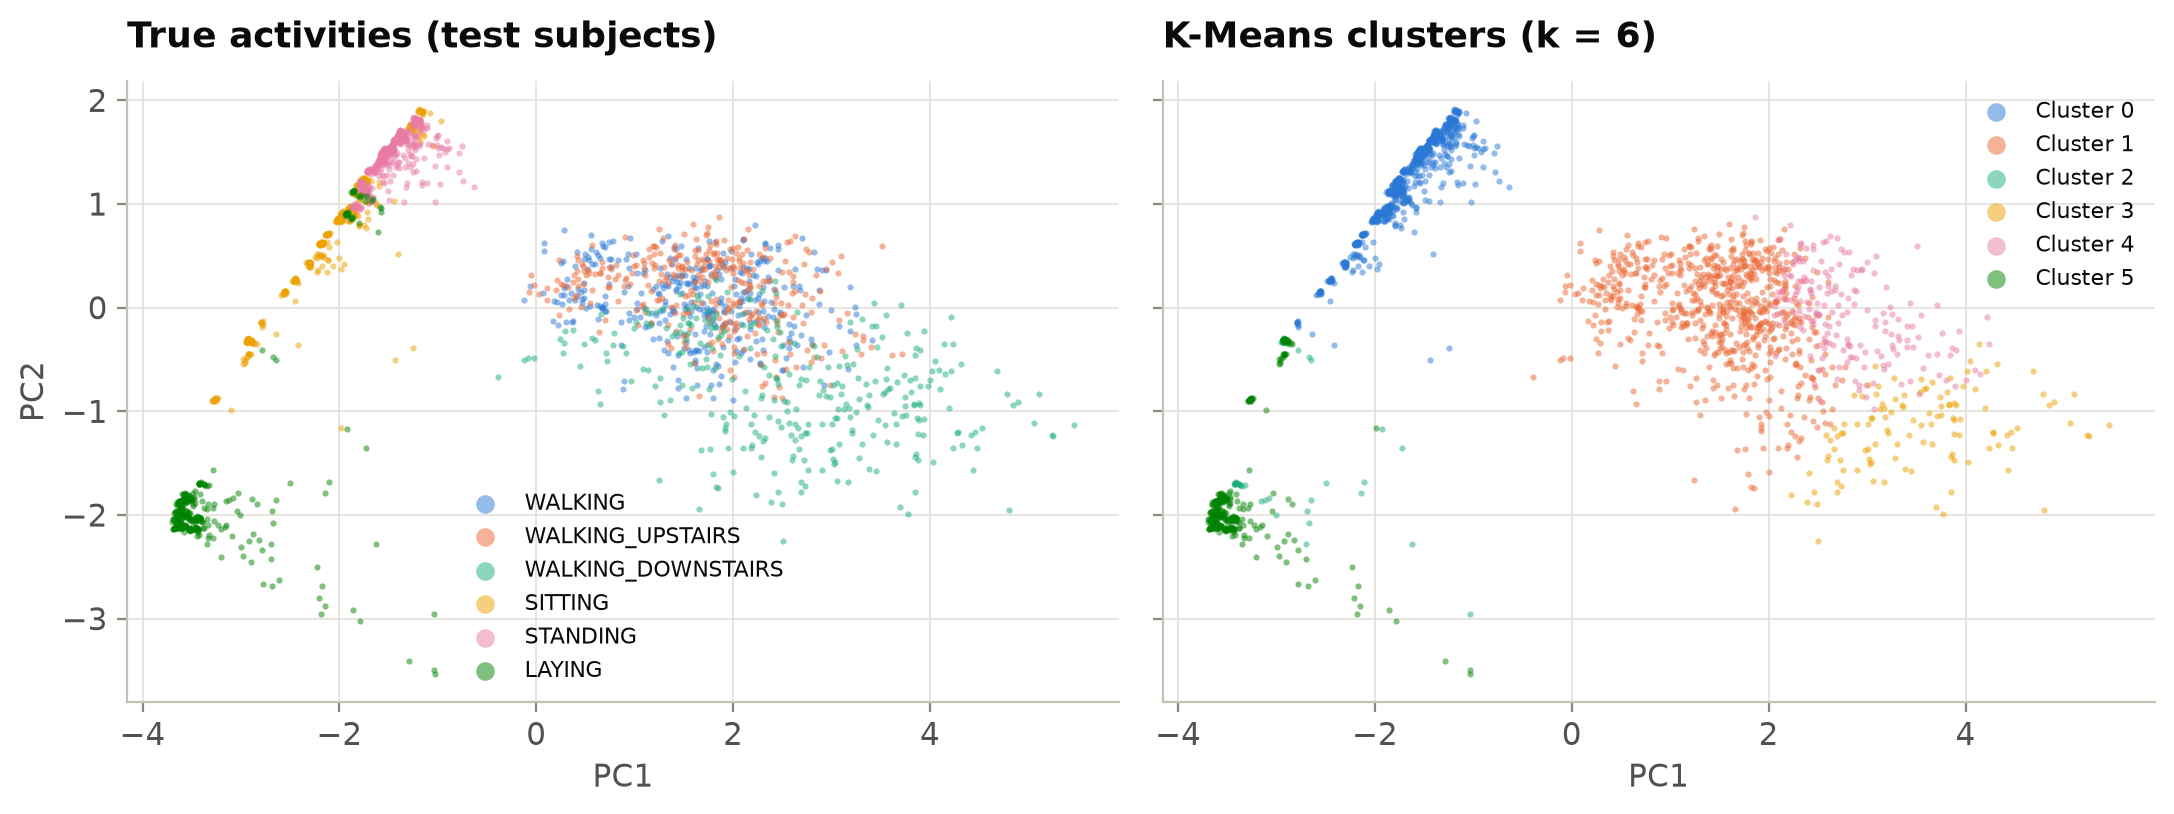 True activities (test subjects)
2
1
0
−1
−2
−3
PC2
WALKING
WALKING_UPSTAIRS
WALKING_DOWNSTAIRS
SITTING
STANDING
LAYING
−4
−2
0
2
4
PC1
K-Means clusters (k = 6)
Cluster 0
Cluster 1
Cluster 2
Cluster 3
Cluster 4
Cluster 5
−4
−2
0
2
4
PC1